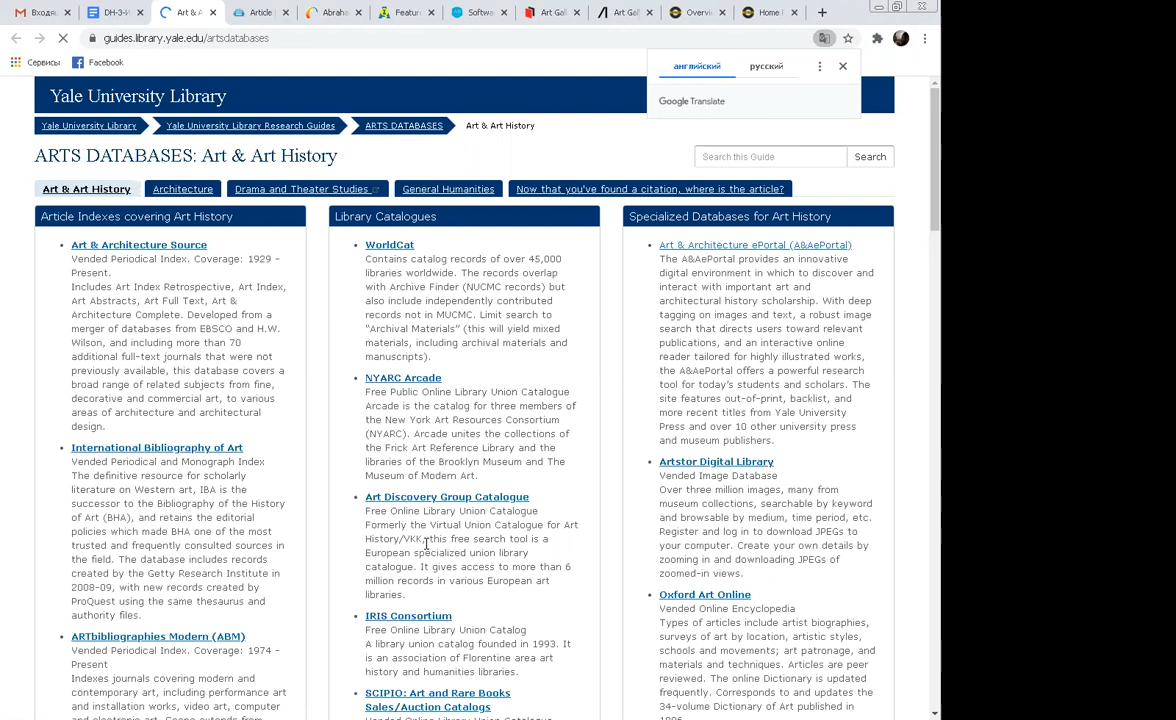 Входящ
DH-3-И
Art & A
Article
Abraha
Featur
Softwa
Art Gal
Art Gal
Overvi
Home
guides.library.yale.edu/artsdatabases
Сервисы
Facebook
английский
русский
Google Translate
Yale University Library
Yale University Library
Yale University Library Research Guides
ARTS DATABASES
Art & Art History
ARTS DATABASES: Art & Art History
Search this Guide
Search
Art & Art History
Architecture
Drama and Theater Studies
General Humanities
Now that you've found a citation, where is the article?
Article Indexes covering Art History
Art & Architecture Source
Vended Periodical Index. Coverage: 1929 -
Present.
Includes Art Index Retrospective, Art Index,
Art Abstracts, Art Full Text, Art &
Architecture Complete. Developed from a
merger of databases from EBSCO and H.W.
Wilson, and including more than 70
additional full-text journals that were not
previously available, this database covers a
broad range of related subjects from fine,
decorative and commercial art, to various
areas of architecture and architectural
design.
International Bibliography of Art
Vended Periodical and Monograph Index
The definitive resource for scholarly
literature on Western art, IBA is the
successor to the Bibliography of the History
of Art (BHA), and retains the editorial
policies which made BHA one of the most
trusted and frequently consulted sources in
the field. The database includes records
created by the Getty Research Institute in
2008-09, with new records created by
ProQuest using the same thesaurus and
authority files.
ARTbibliographies Modern (ABM)
Vended Periodical Index. Coverage: 1974 -
Present
Indexes journals covering modern and
contemporary art, including performance art
and installation works, video art, computer
Library Catalogues
WorldCat
Contains catalog records of over 45,000
libraries worldwide. The records overlap
with Archive Finder (NUCMC records) but
also include independently contributed
records not in MUCMC. Limit search to
"Archival Materials" (this will yield mixed
materials, including archival materials and
manuscripts).
NYARC Arcade
Free Public Online Library Union Catalogue
Arcade is the catalog for three members of
the New York Art Resources Consortium
(NYARC). Arcade unites the collections of
the Frick Art Reference Library and the
libraries of the Brooklyn Museum and The
Museum of Modern Art.
Art Discovery Group Catalogue
Free Online Library Union Catalogue
Formerly the Virtual Union Catalogue for Art
History/VKK, this free search tool is a
European specialized union library
catalogue. It gives access to more than 6
million records in various European art
libraries.
IRIS Consortium
Free Online Library Union Catalog
A library union catalog founded in 1993. It
is an association of Florentine area art
history and humanities libraries.
SCIPIO: Art and Rare Books
Sales/Auction Catalogs
Specialized Databases for Art History
Art & Architecture ePortal (A&AePortal)
The A&AePortal provides an innovative
digital environment in which to discover and
interact with important art and
architectural history scholarship. With deep
tagging on images and text, a robust image
search that directs users toward relevant
publications, and an interactive online
reader tailored for highly illustrated works,
the A&AePortal offers a powerful research
tool for today's students and scholars. The
site features out-of-print, backlist, and
more recent titles from Yale University
Press and over 10 other university press
and museum publishers.
Artstor Digital Library
Vended Image Database
Over three million images, many from
museum collections, searchable by keyword
and browsable by medium, time period, etc.
Register and log in to download JPEGs to
your computer. Create your own details by
zooming in and downloading JPEGs of
zoomed-in views.
Oxford Art Online
Vended Online Encyclopedia
Types of articles include artist biographies,
surveys of art by location, artistic styles,
schools and movements; art patronage, and
materials and techniques. Articles are peer
reviewed. The online Dictionary is updated
frequently. Corresponds to and updates the
34-volume Dictionary of Art published in